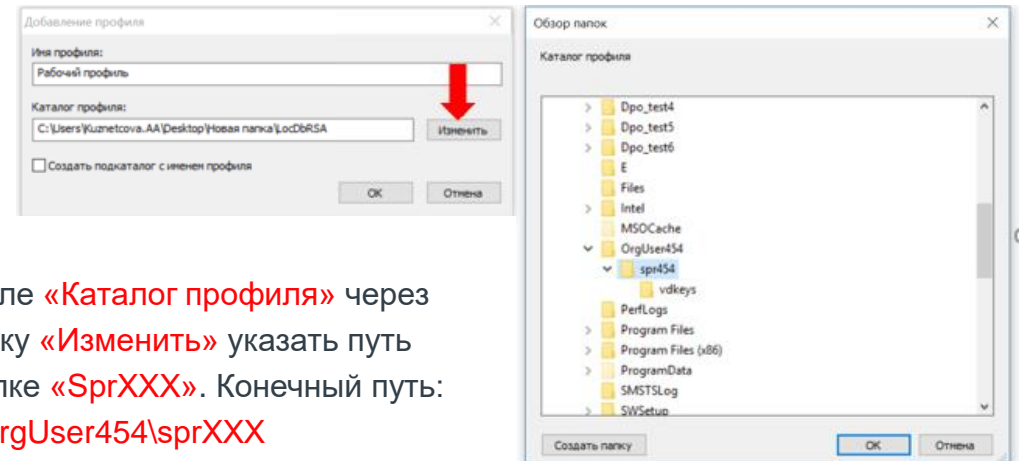 Добавление профиля
Имя профиля:
Рабочий профиль
Каталог профиля:
C:\Users\Kuznetcova.AA\Desktop\Новая папка\LocDbRSA
Изменить
Создать подкаталог с именем профиля
OK
Отмена
ле «Каталог профиля» через
ку «Изменить» указать путь
пке «SprXXX». Конечный путь:
rgUser454\sprXXX
Обзор папок
Каталог профиля
Dpo_test4
Dpo_test5
Dpo_test6
E
Files
Intel
MSOCache
OrgUser454
spr454
vdkeys
PerfLogs
Program Files
Program Files (x86)
ProgramData
SMSTSLog
SWSetup
Создать папку
OK
Отмена